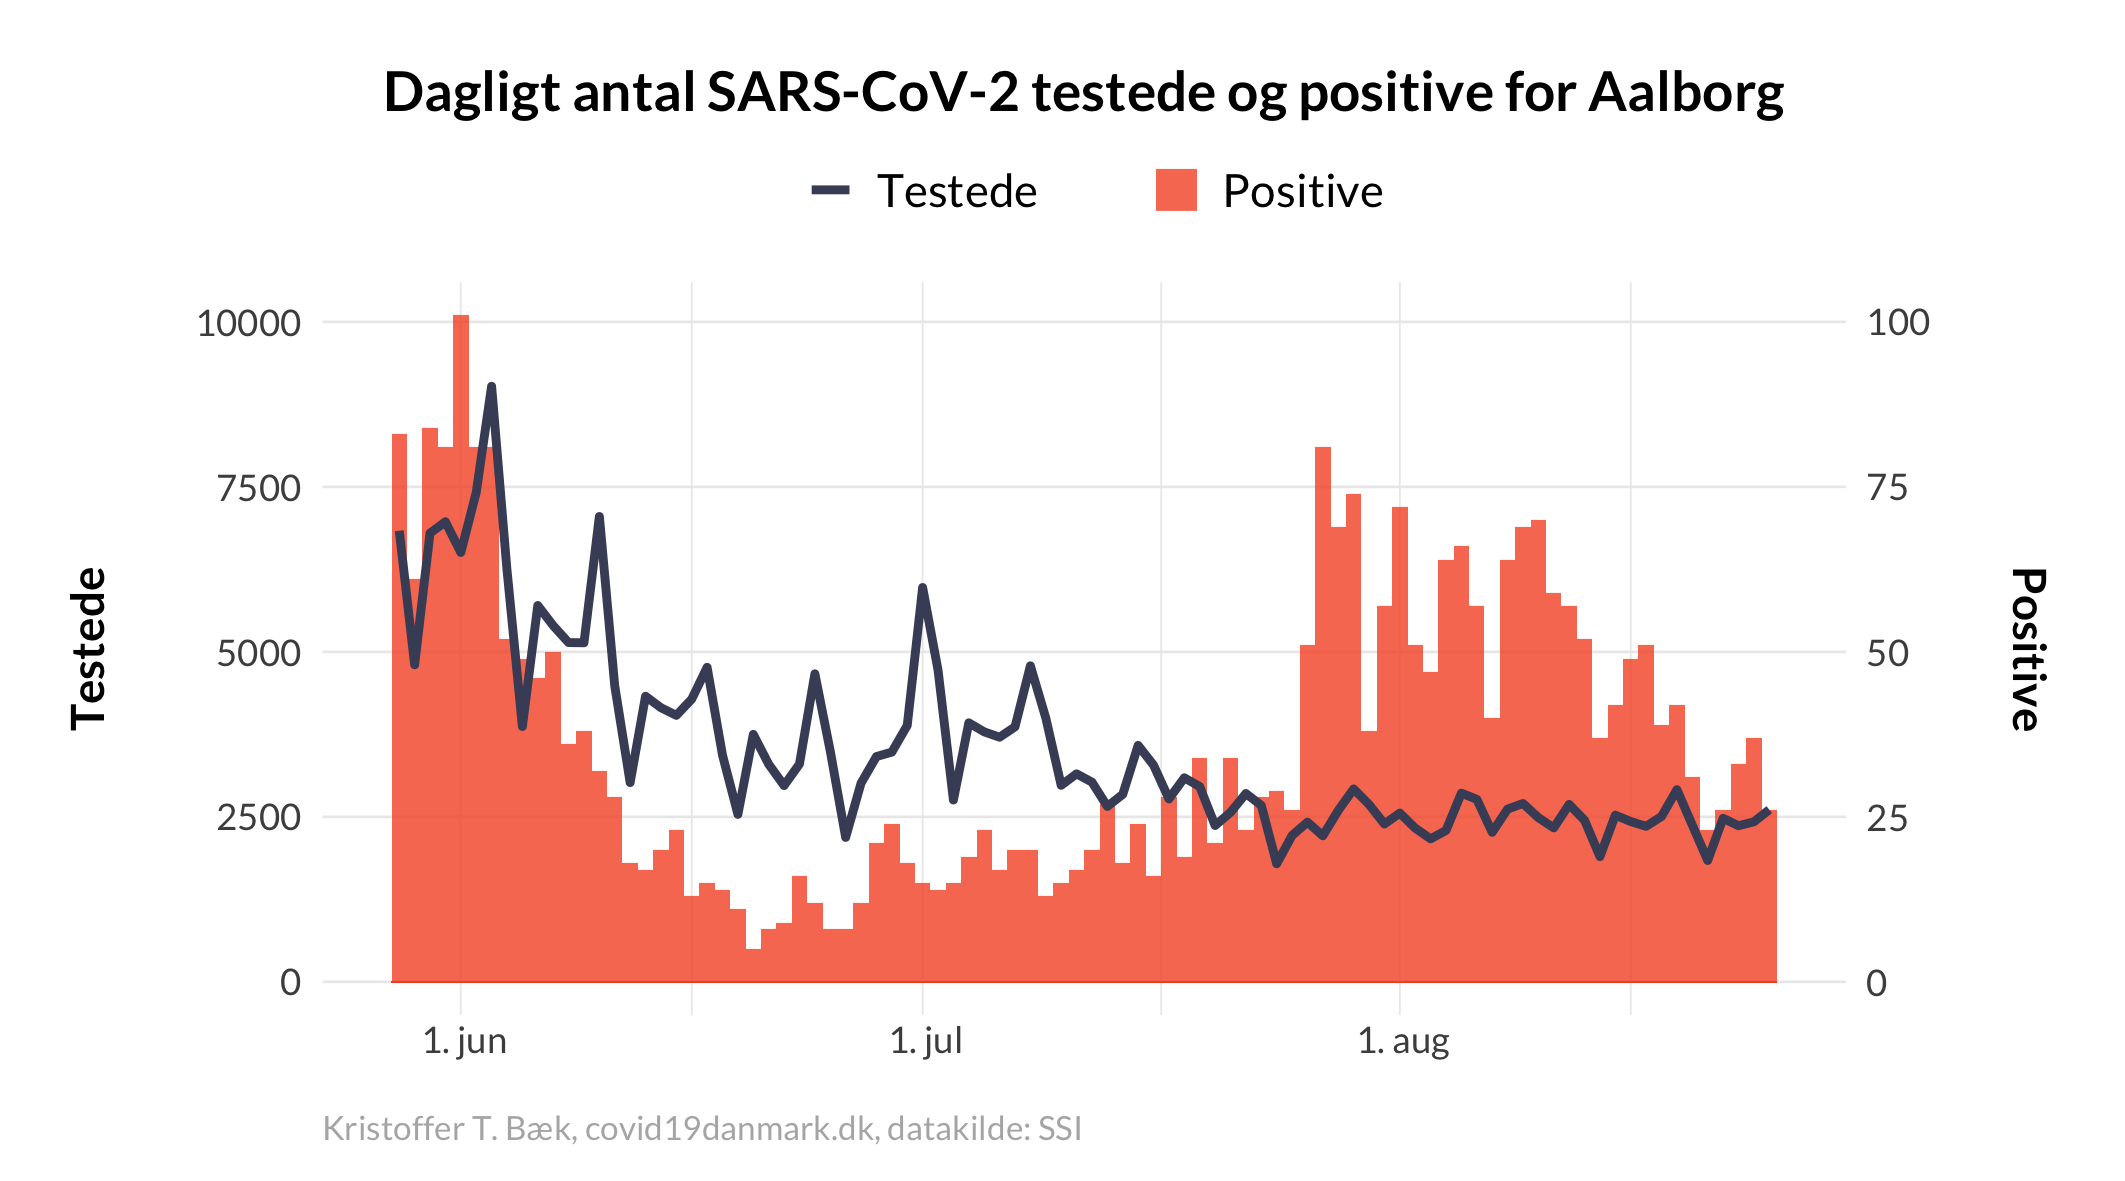 Dagligt antal SARS-CoV-2 testede og positive for Aalborg
Testede Positive
10000 100
7500 75
5000 50
2500 25
0 0
Testede
Positive
1. jun 1. jul 1. aug
Kristoffer T. Bæk, covid19danmark.dk, datakilde: SSI